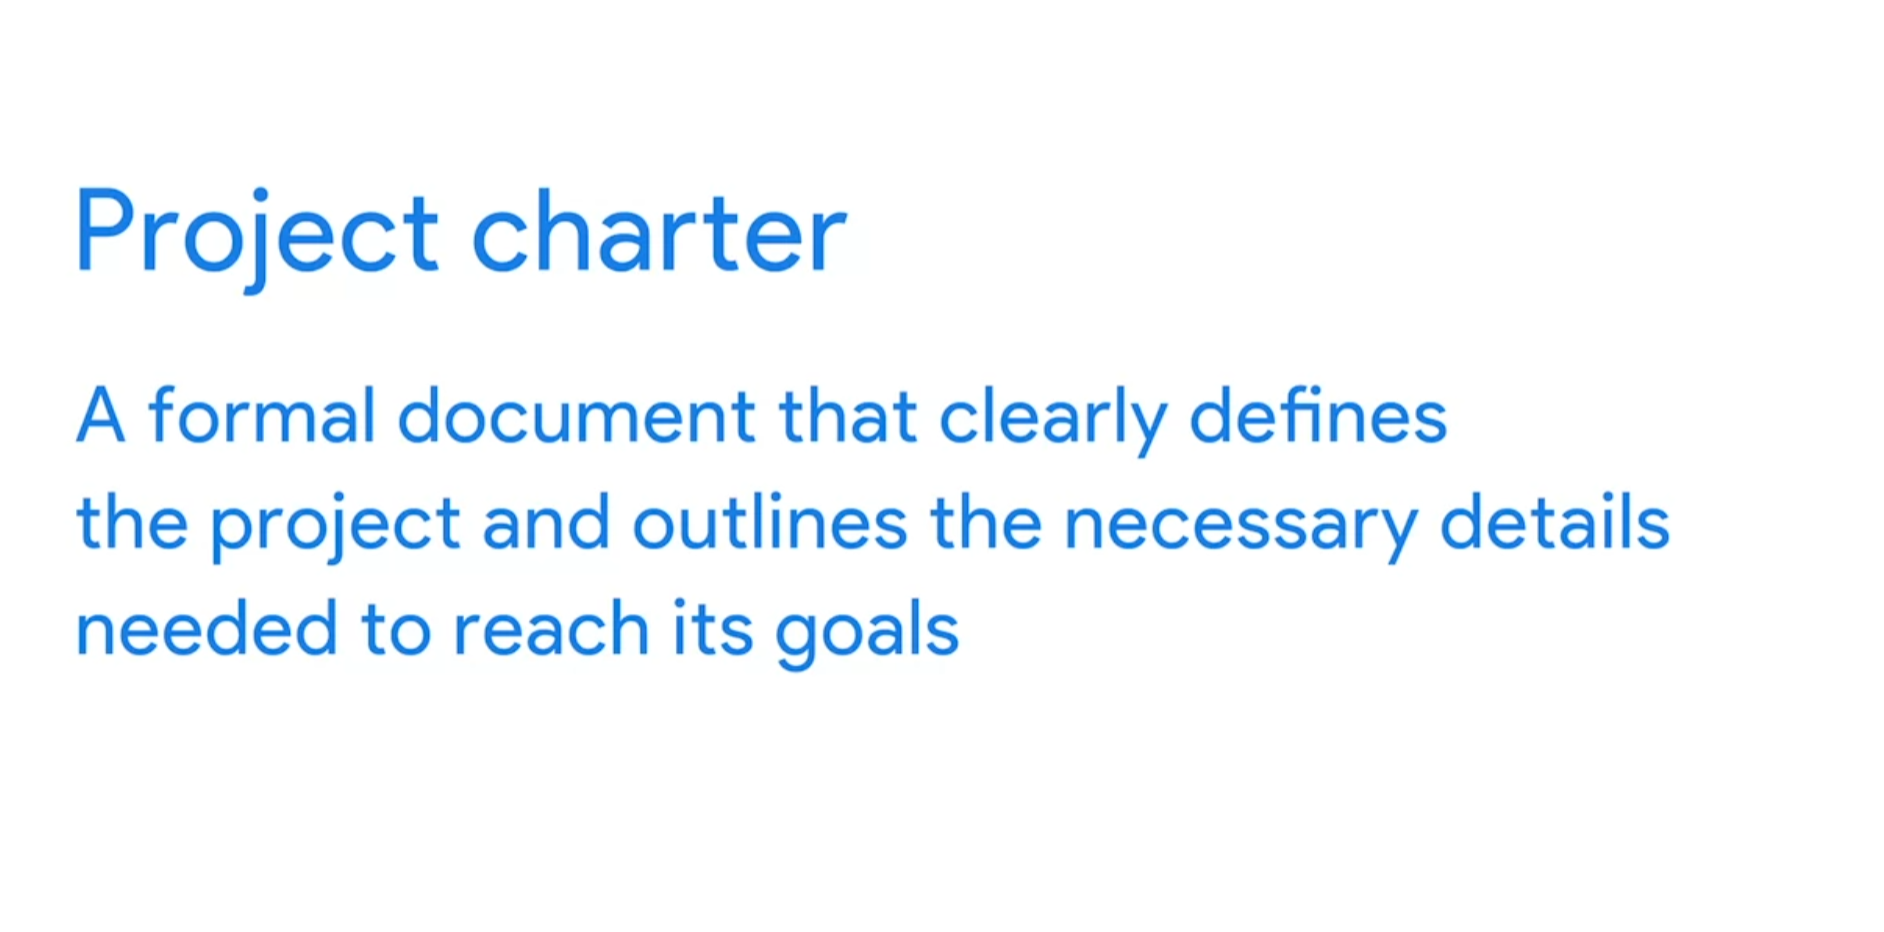 Project charter
A formal document that clearly defines
the project and outlines the necessary details
needed to reach its goals